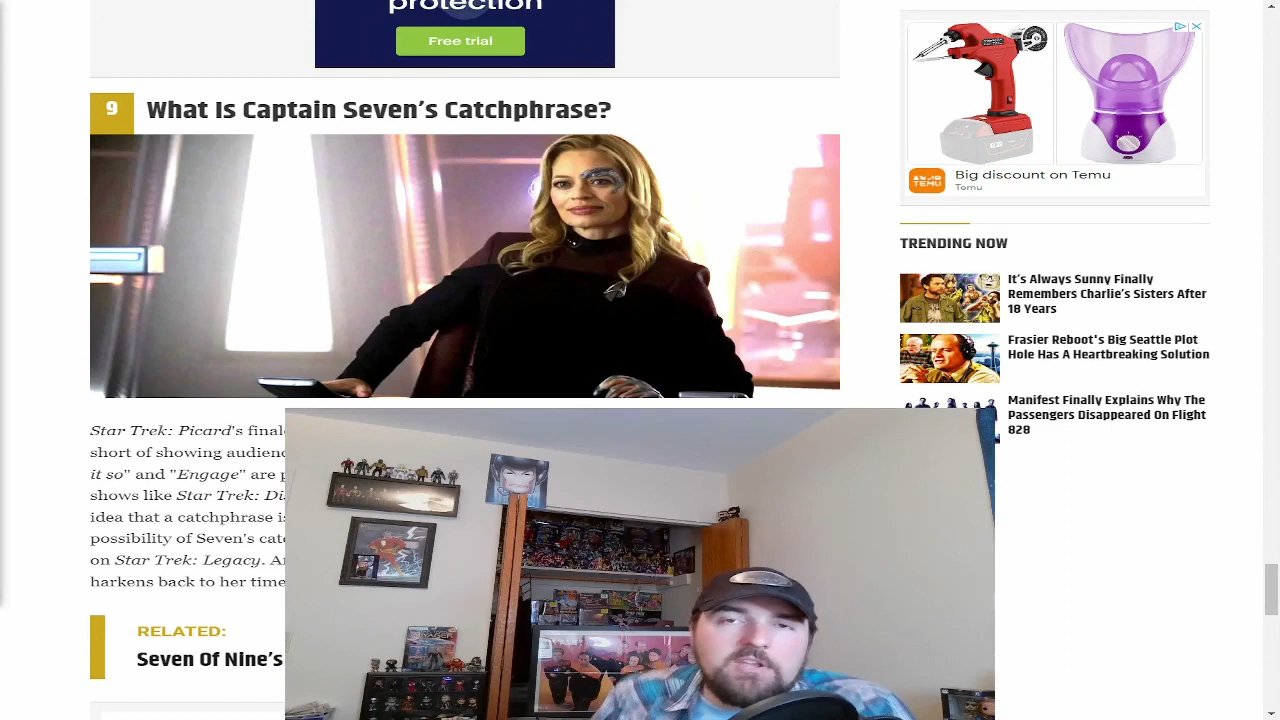 protection
Free trial
9 What Is Captain Seven's Catchphrase?
Star Trek: Picard's final
short of showing audienc
it so" and "Engage" are p
shows like Star Trek: Di
idea that a catchphrase is
possibility of Seven's cat
on Star Trek: Legacy. A
harkens back to her time
RELATED:
Seven Of Nine's
Big discount on Temu
Temu
TEMU
TRENDING NOW
It's Always Sunny Finally
Remembers Charlie's Sisters After
18 Years
Frasier Reboot's Big Seattle Plot
Hole Has A Heartbreaking Solution
Manifest Finally Explains Why The
Passengers Disappeared On Flight
828
VOYAGER